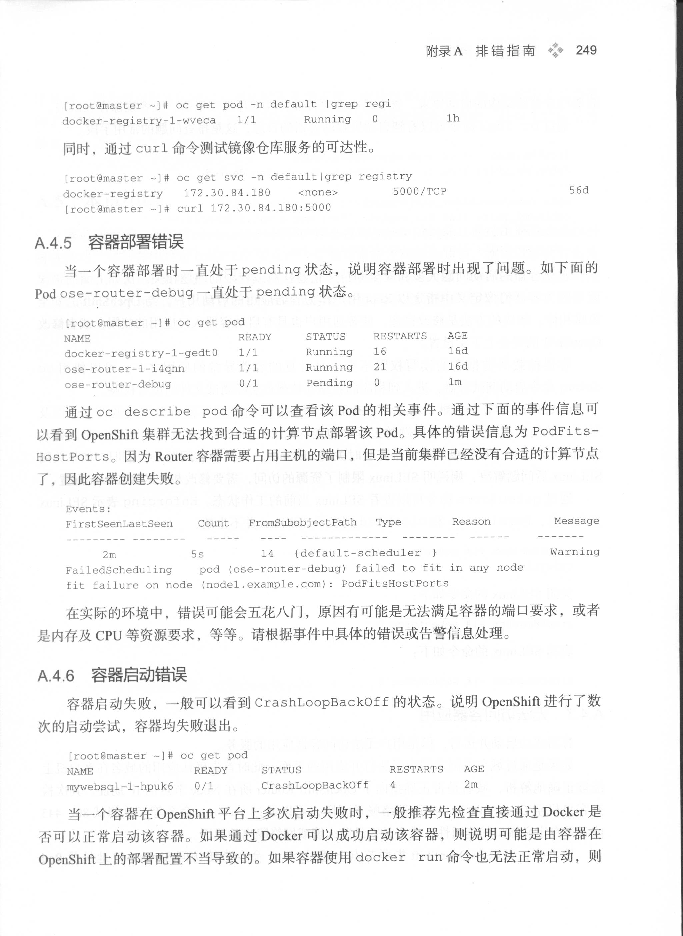 附录 A 排错指南 249
[root@master ~]# oc get pod -n default |grep regi
docker-registry-1-wveca 1/1 Running 0 1h
同时，通过 curl 命令测试镜像仓库服务的可达性。
[root@master ~]# oc get svc -n default|grep registry
docker-registry 172.30.84.180 <none> 5000/TCP 56d
[root@master ~]# curl 172.30.84.180:5000
A.4.5 容器部署错误
当一个容器部署时一直处于 pending 状态，说明容器部署时出现了问题。如下面的
Pod ose-router-debug 一直处于 pending 状态。
[root@master ~]# oc get pod
NAME READY STATUS RESTARTS AGE
docker-registry-1-gedt0 1/1 Running 16 16d
ose-router-1-i4qnn 1/1 Running 21 16d
ose-router-debug 0/1 Pending 0 1m
通过 oc describe pod 命令可以查看该 Pod 的相关事件。通过下面的事件信息可
以看到 OpenShift 集群无法找到合适的计算节点部署该 Pod。具体的错误信息为 PodFits-
HostPorts。因为 Router 容器需要占用主机的端口，但是当前集群已经没有合适的计算节点
了，因此容器创建失败。
Events:
FirstSeenLastSeen Count FromSubobjectPath Type Reason Message
--------- -------- ----- ---- ------------- -------- ------ -------
2m 5s 14 {default-scheduler } Warning
FailedScheduling pod (ose-router-debug) failed to fit in any node
fit failure on node (node1.example.com): PodFitsHostPorts
在实际的环境中，错误可能会五花八门，原因有可能是无法满足容器的端口要求，或者
是内存及 CPU 等资源要求，等等。请根据事件中具体的错误或告警信息处理。
A.4.6 容器启动错误
容器启动失败，一般可以看到 CrashLoopBackOff 的状态。说明 OpenShift 进行了数
次的启动尝试，容器均失败退出。
[root@master ~]# oc get pod
NAME READY STATUS RESTARTS AGE
mywebsql-1-hpuk6 0/1 CrashLoopBackOff 4 2m
当一个容器在 OpenShift 平台上多次启动失败时，一般推荐先检查直接通过 Docker 是
否可以正常启动该容器。如果通过 Docker 可以成功启动该容器，则说明可能是由容器在
OpenShift 上的部署配置不当导致的。如果容器使用 docker run 命令也无法正常启动，则